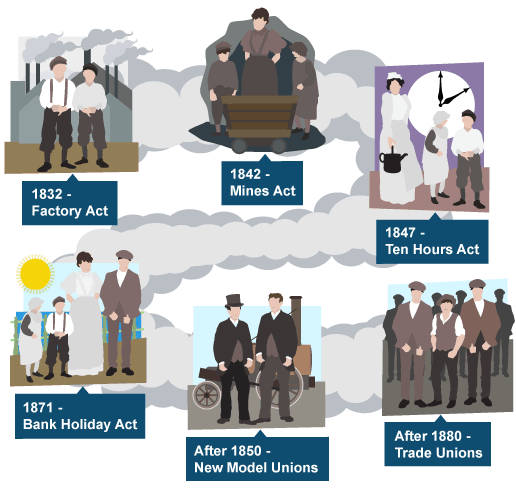 1832 -
Factory Act
1842 -
Mines Act
1847 -
Ten Hours Act
1871 -
Bank Holiday Act
After 1850 -
New Model Unions
After 1880 -
Trade Unions